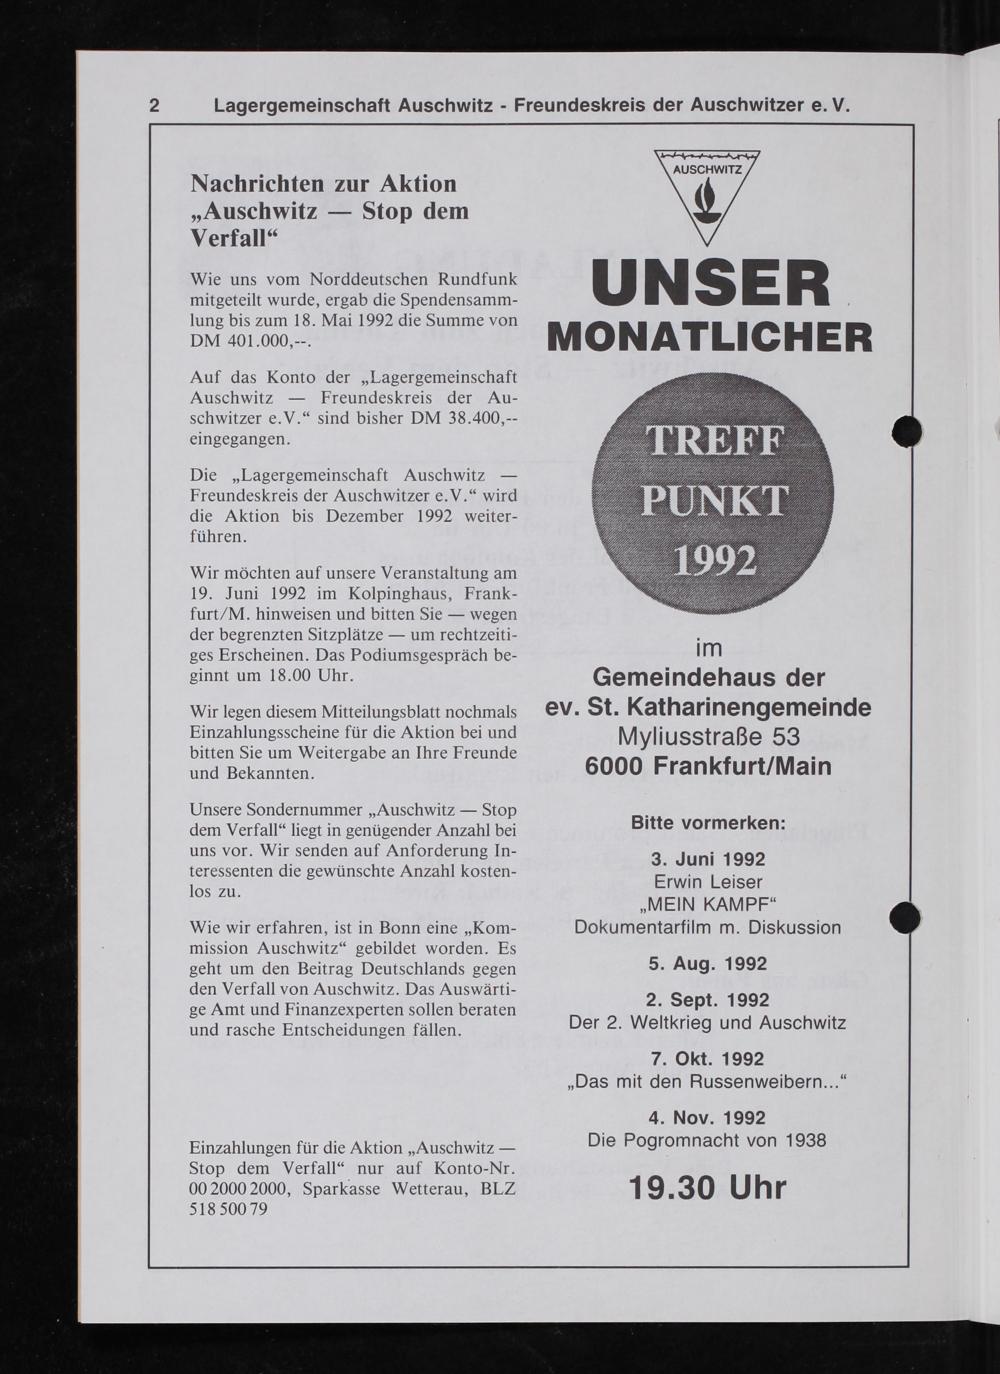 2 Lagergemeinschaft Auschwitz - Freundeskreis der Auschwitzer e. V.
Nachrichten zur Aktion
„Auschwitz — Stop dem
Verfall“
Wie uns vom Norddeutschen Rundfunk
mitgeteilt wurde, ergab die Spendensamm-
lung bis zum 18. Mai 1992 die Summe von
DM 401.000,--.
Auf das Konto der „Lagergemeinschaft
Auschwitz — Freundeskreis der Au-
schwitzer e.V.“ sind bisher DM 38.400,--
eingegangen.
Die „Lagergemeinschaft Auschwitz —
Freundeskreis der Auschwitzer e.V.“ wird
die Aktion bis Dezember 1992 weiter-
führen.
Wir möchten auf unsere Veranstaltung am
19. Juni 1992 im Kolpinghaus, Frank-
furt/M. hinweisen und bitten Sie — wegen
der begrenzten Sitzplätze — um rechtzeiti-
ges Erscheinen. Das Podiumsgespräch be-
ginnt um 18.00 Uhr.
Wir legen diesem Mitteilungsblatt nochmals
Einzahlungsscheine für die Aktion bei und
bitten Sie um Weitergabe an Ihre Freunde
und Bekannten.
Unsere Sondernummer „Auschwitz — Stop
dem Verfall“ liegt in genügender Anzahl bei
uns vor. Wir senden auf Anforderung In-
teressenten die gewünschte Anzahl kosten-
los zu.
Wie wir erfahren, ist in Bonn eine „Kom-
mission Auschwitz“ gebildet worden. Es
geht um den Beitrag Deutschlands gegen
den Verfall von Auschwitz. Das Auswärti-
ge Amt und Finanzexperten sollen beraten
und rasche Entscheidungen fällen.
Einzahlungen für die Aktion „Auschwitz —
Stop dem Verfall“ nur auf Konto-Nr.
00 2000 2000, Sparkasse Wetterau, BLZ
518 500 79
AUSCHWITZ
UNSER
MONATLICHER
TREFF
PUNKT
1992
im
Gemeindehaus der
ev. St. Katharinengemeinde
Myliusstraße 53
6000 Frankfurt/Main
Bitte vormerken:
3. Juni 1992
Erwin Leiser
„MEIN KAMPF“
Dokumentarfilm m. Diskussion
5. Aug. 1992
2. Sept. 1992
Der 2. Weltkrieg und Auschwitz
7. Okt. 1992
„Das mit den Russenweibern...“
4. Nov. 1992
Die Pogromnacht von 1938
19.30 Uhr